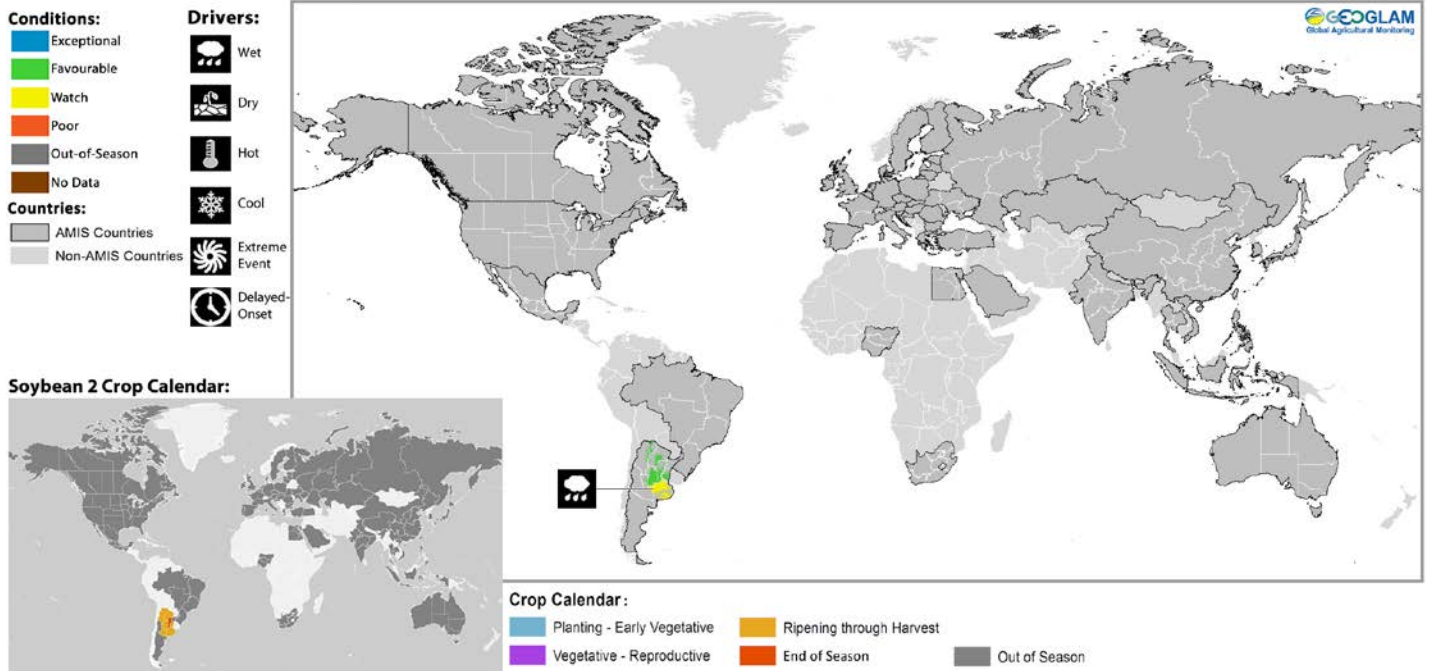 Conditions:
Exceptional
Favourable
Watch
Poor
Out-of-Season
No Data
Countries:
AMIS Countries
Non-AMIS Countries
Drivers:
Wet
Dry
Hot
Cool
Extreme
Event
Delayed-
Onset
GEOGLAM
Global Agricultural Monitoring
Soybean 2 Crop Calendar:
Crop Calendar :
Planting - Early Vegetative
Ripening through Harvest
Vegetative - Reproductive
End of Season
Out of Season